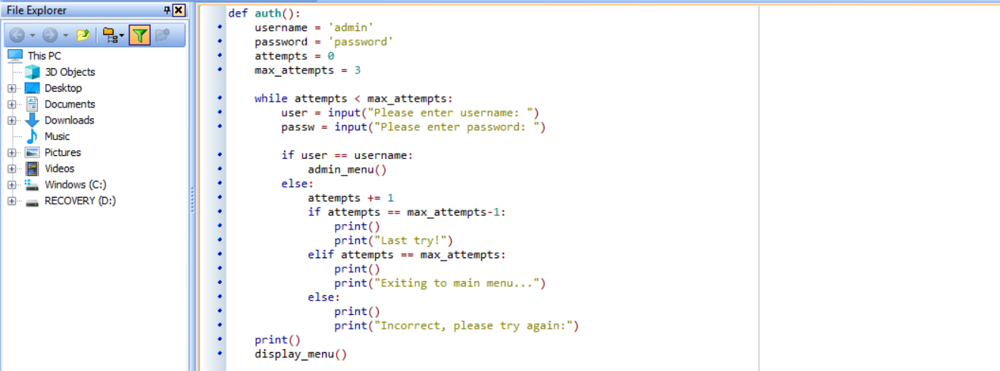 File Explorer
This PC
3D Objects
Desktop
Documents
Downloads
Music
Pictures
Videos
Windows (C:)
RECOVERY (D:)
def auth():
    username = 'admin'
    password = 'password'
    attempts = 0
    max_attempts = 3

    while attempts < max_attempts:
        user = input("Please enter username: ")
        passw = input("Please enter password: ")

        if user == username:
            admin_menu()
        else:
            attempts += 1
            if attempts == max_attempts-1:
                print()
                print("Last try!")
            elif attempts == max_attempts:
                print()
                print("Exiting to main menu...")
            else:
                print()
                print("Incorrect, please try again:")
    print()
    display_menu()